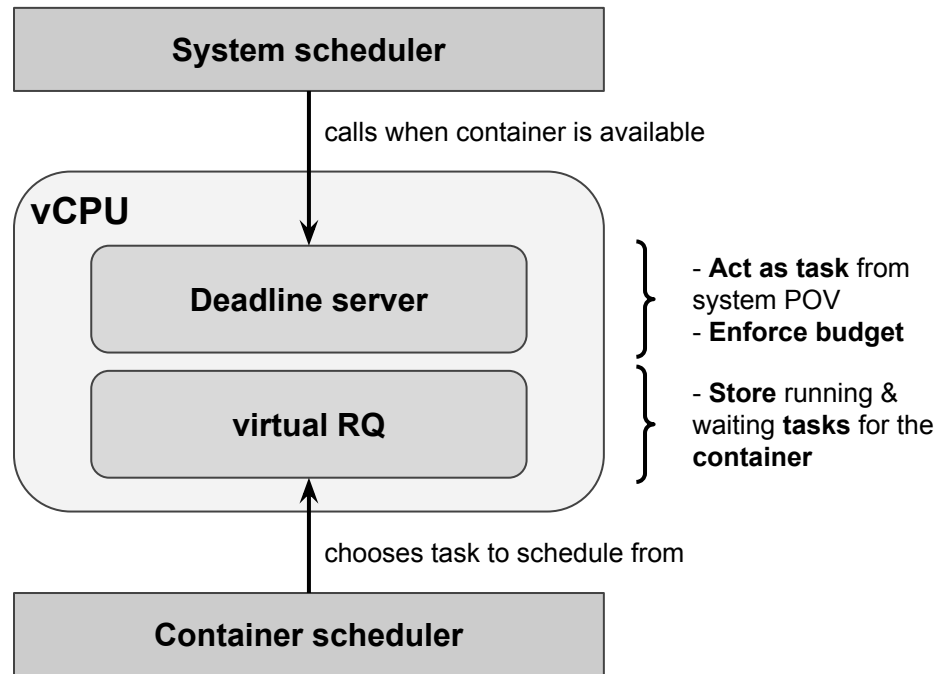 System scheduler
calls when container is available
vCPU
Deadline server
- Act as task from
system POV
- Enforce budget
virtual RQ
- Store running &
waiting tasks for the
container
chooses task to schedule from
Container scheduler